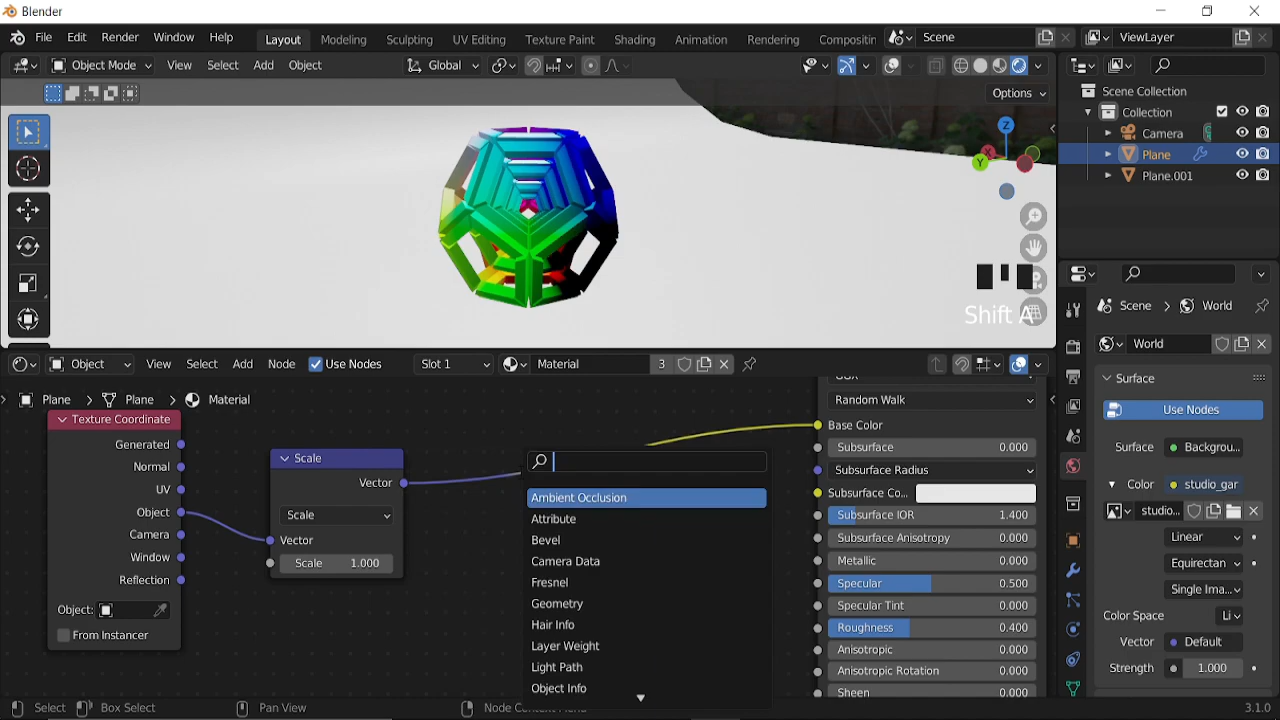 Blender
File Edit Render Window Help
Layout Modeling Sculpting UV Editing Texture Paint Shading Animation Rendering Compositin
Scene
ViewLayer
Object Mode View Select Add Object
Global
Options
Z
Y
Shift A
Scene Collection
Collection
Camera
Plane
Plane.001
Object View Select Add Node Use Nodes Slot 1 Material 3
Plane > Plane > Material
Texture Coordinate
Generated
Normal
UV
Object
Camera
Window
Reflection
Object:
From Instancer
Scale
Vector
Scale
Vector
Scale 1.000
Ambient Occlusion
Attribute
Bevel
Camera Data
Fresnel
Geometry
Hair Info
Layer Weight
Light Path
Object Info
Random Walk
Base Color
Subsurface 0.000
Subsurface Radius
Subsurface Co...
Subsurface IOR 1.400
Subsurface Anisotropy 0.000
Metallic 0.000
Specular 0.500
Specular Tint 0.000
Roughness 0.400
Anisotropic 0.000
Anisotropic Rotation 0.000
Sheen 0.000
Scene > World
World
Surface
Use Nodes
Surface Backgrou...
Color studio_gar
studio...
Linear
Equirectan
Single Ima...
Color Space Li
Vector Default
Strength 1.000
Select Box Select Pan View Node Context Menu 3.1.0